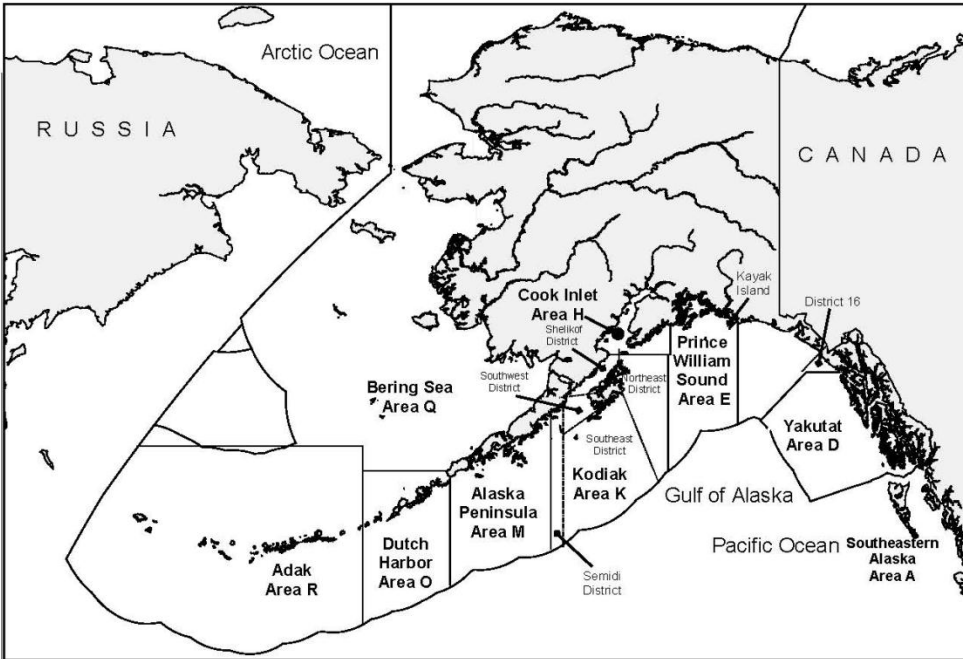 Arctic Ocean
RUSSIA
CANADA
Kayak
Island
Cook Inlet
Area H
District 16
Shelikof
District
Prince
William
Sound
Area E
Southwest
District
Northeast
District
Bering Sea
Area Q
Yakutat
Area D
Southeast
District
Kodiak
Area K
Alaska
Peninsula
Area M
Gulf of Alaska
Pacific Ocean
Southeastern
Alaska
Area A
Dutch
Harbor
Area O
Adak
Area R
Semidi
District